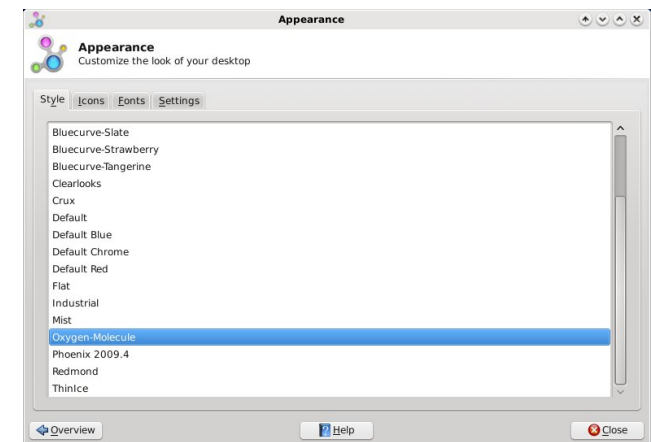 Appearance
Appearance
Customize the look of your desktop
Style Icons Fonts Settings
Bluecurve-Slate
Bluecurve-Strawberry
Bluecurve-Tangerine
Clearlooks
Crux
Default
Default Blue
Default Chrome
Default Red
Flat
Industrial
Mist
Oxygen-Molecule
Phoenix 2009.4
Redmond
ThinIce
Overview Help Close